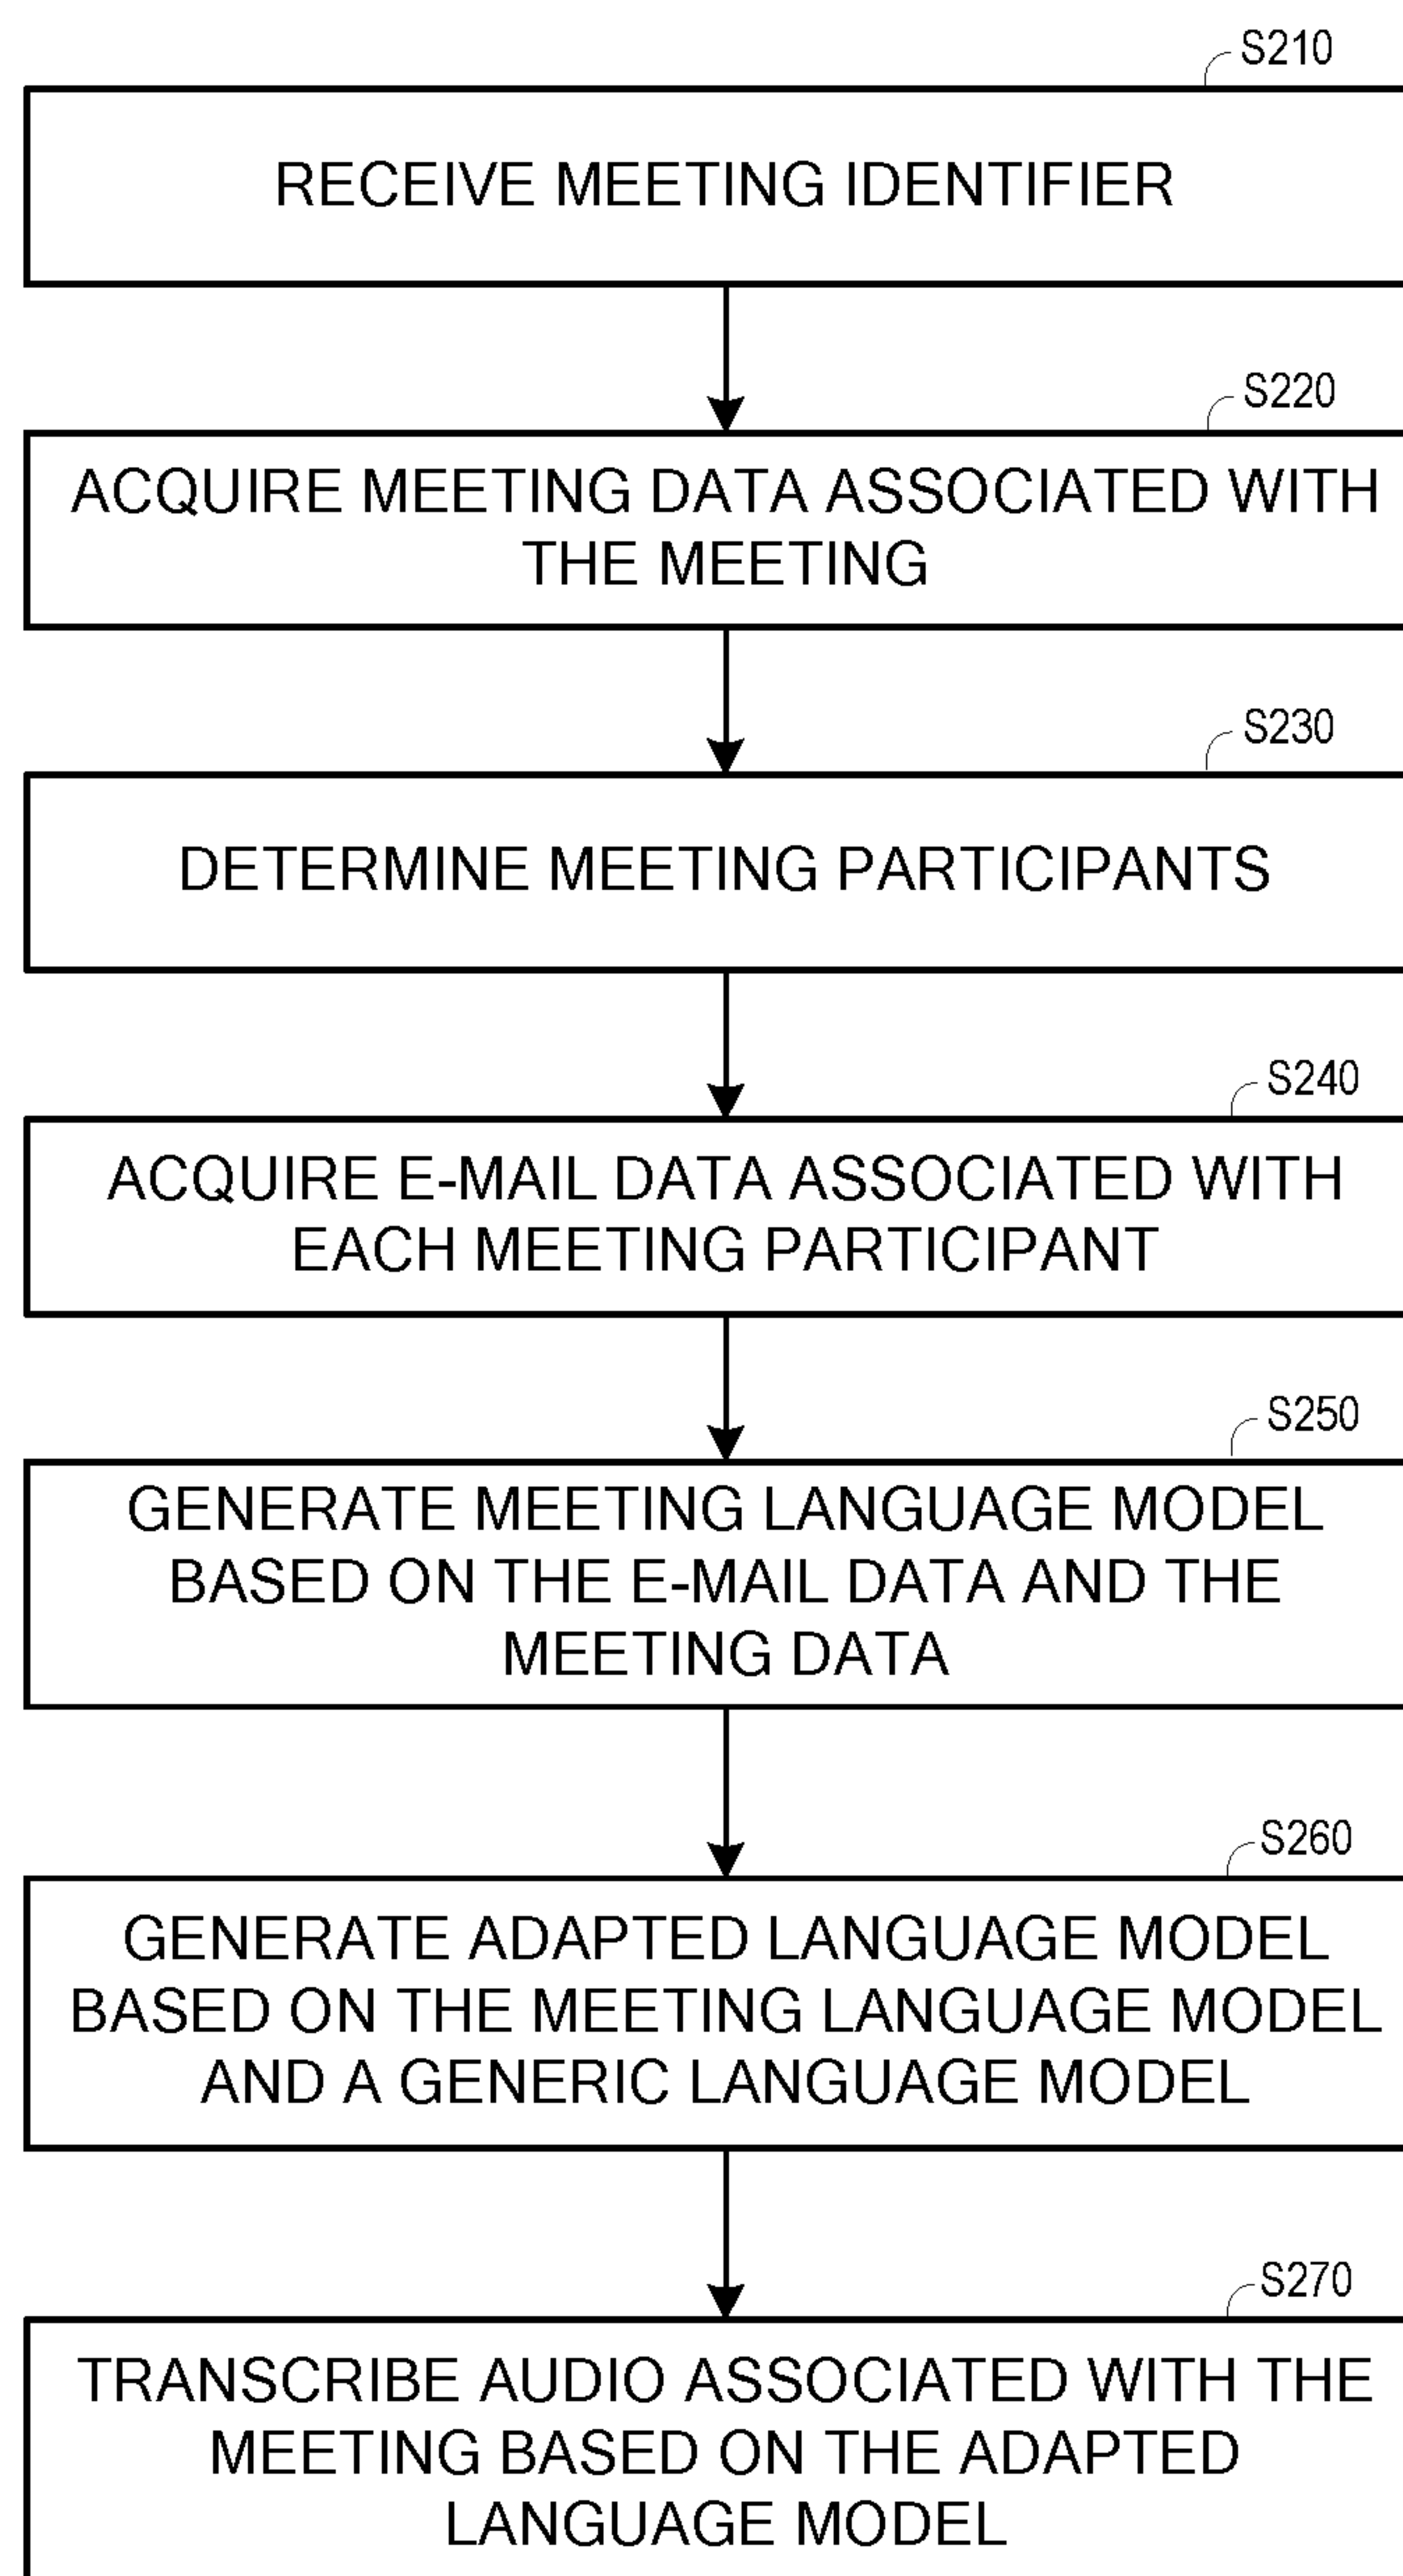 S210
RECEIVE MEETING IDENTIFIER
S220
ACQUIRE MEETING DATA ASSOCIATED WITH
THE MEETING
S230
DETERMINE MEETING PARTICIPANTS
S240
ACQUIRE E-MAIL DATA ASSOCIATED WITH
EACH MEETING PARTICIPANT
S250
GENERATE MEETING LANGUAGE MODEL
BASED ON THE E-MAIL DATA AND THE
MEETING DATA
S260
GENERATE ADAPTED LANGUAGE MODEL
BASED ON THE MEETING LANGUAGE MODEL
AND A GENERIC LANGUAGE MODEL
S270
TRANSCRIBE AUDIO ASSOCIATED WITH THE
MEETING BASED ON THE ADAPTED
LANGUAGE MODEL